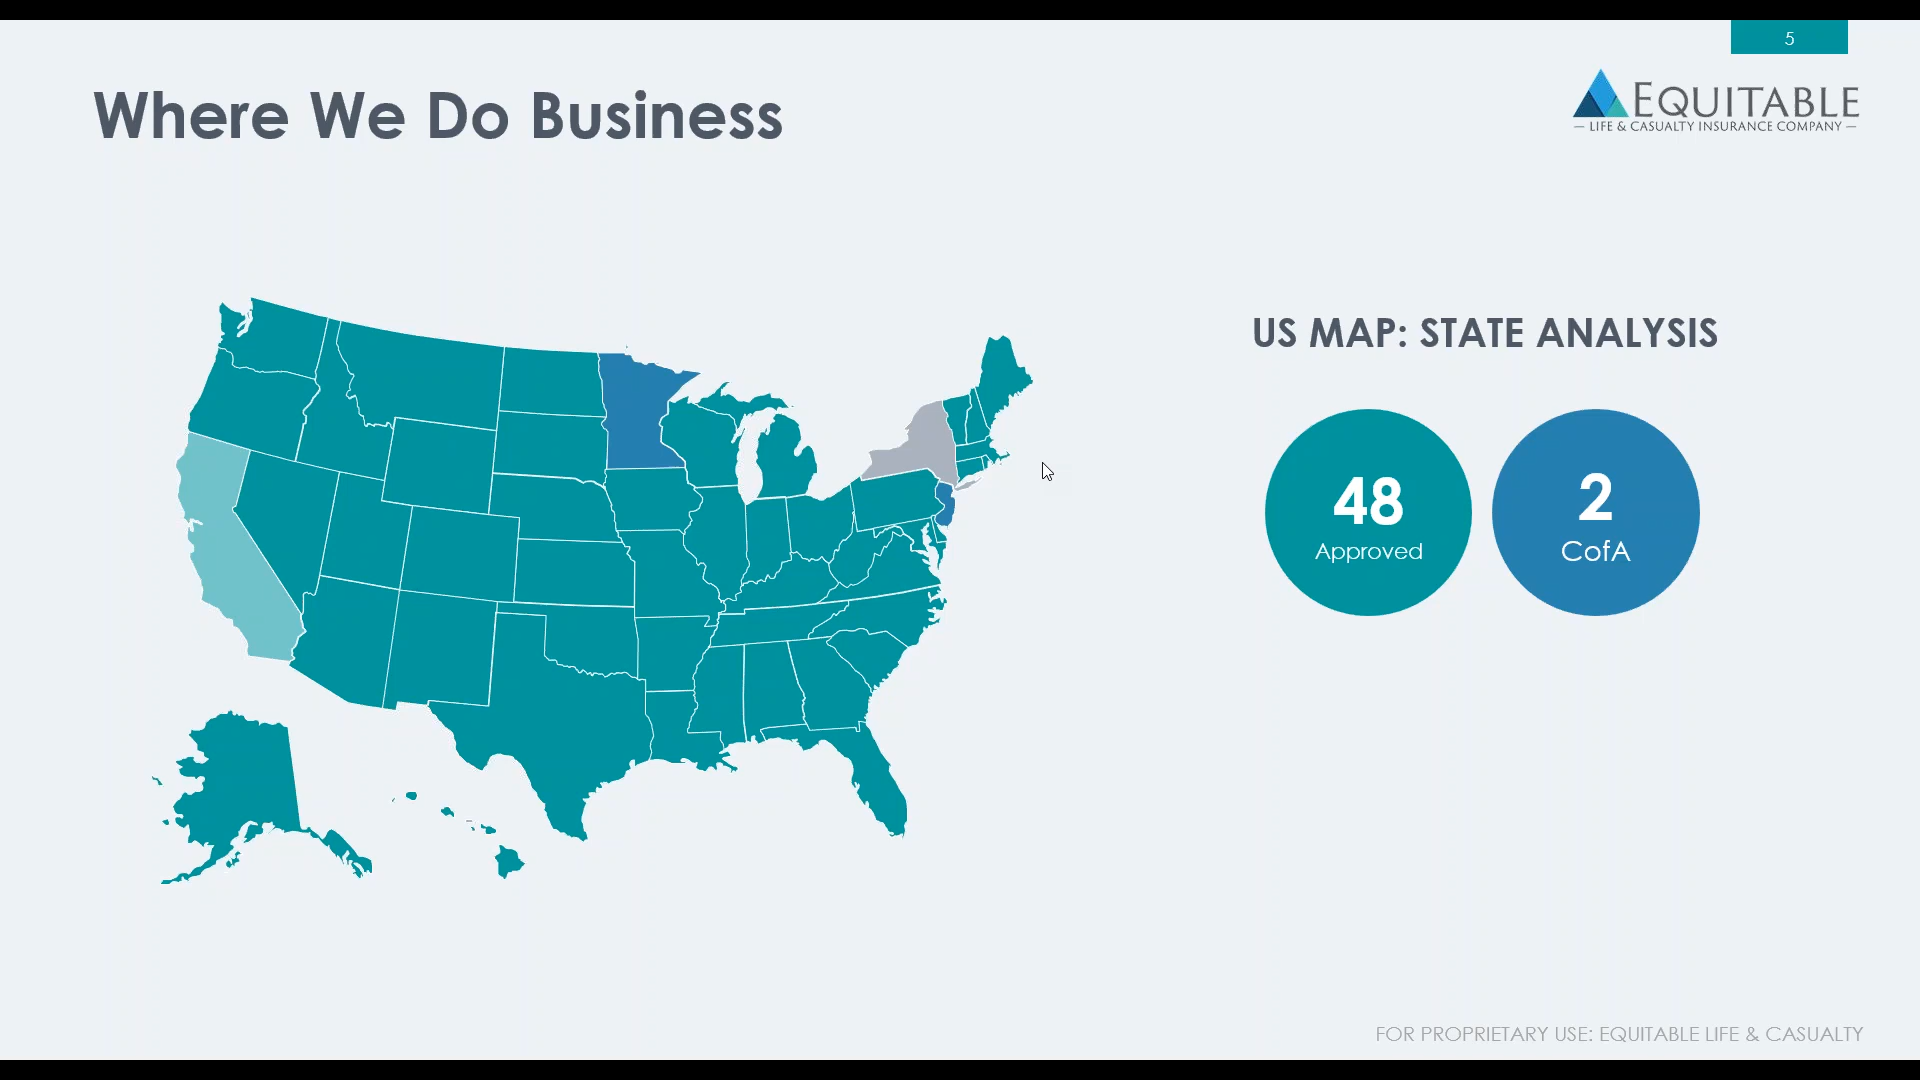 5
Where We Do Business
EQUITABLE
— LIFE & CASUALTY INSURANCE COMPANY —
US MAP: STATE ANALYSIS
48
Approved
2
CofA
FOR PROPRIETARY USE: EQUITABLE LIFE & CASUALTY